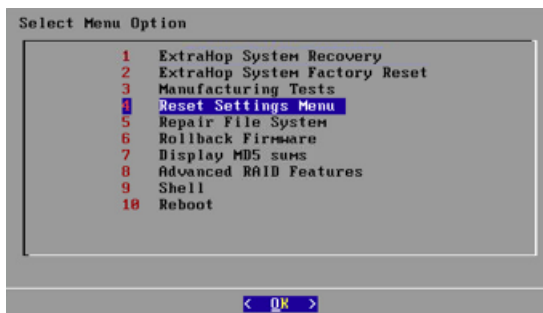 Select Menu Option
1 ExtraHop System Recovery
2 ExtraHop System Factory Reset
3 Manufacturing Tests
4 Reset Settings Menu
5 Repair File System
6 Rollback Firmware
7 Display MD5 sums
8 Advanced RAID Features
9 Shell
10 Reboot
< OK >